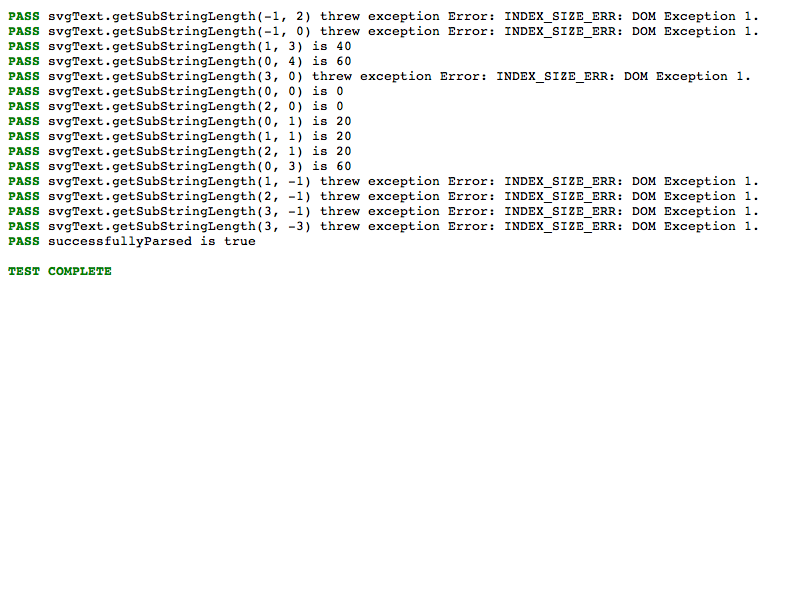 PASS svgText.getSubStringLength(-1, 2) threw exception Error: INDEX_SIZE_ERR: DOM Exception 1.
PASS svgText.getSubStringLength(-1, 0) threw exception Error: INDEX_SIZE_ERR: DOM Exception 1.
PASS svgText.getSubStringLength(1, 3) is 40
PASS svgText.getSubStringLength(0, 4) is 60
PASS svgText.getSubStringLength(3, 0) threw exception Error: INDEX_SIZE_ERR: DOM Exception 1.
PASS svgText.getSubStringLength(0, 0) is 0
PASS svgText.getSubStringLength(2, 0) is 0
PASS svgText.getSubStringLength(0, 1) is 20
PASS svgText.getSubStringLength(1, 1) is 20
PASS svgText.getSubStringLength(2, 1) is 20
PASS svgText.getSubStringLength(0, 3) is 60
PASS svgText.getSubStringLength(1, -1) threw exception Error: INDEX_SIZE_ERR: DOM Exception 1.
PASS svgText.getSubStringLength(2, -1) threw exception Error: INDEX_SIZE_ERR: DOM Exception 1.
PASS svgText.getSubStringLength(3, -1) threw exception Error: INDEX_SIZE_ERR: DOM Exception 1.
PASS svgText.getSubStringLength(3, -3) threw exception Error: INDEX_SIZE_ERR: DOM Exception 1.
PASS successfullyParsed is true
TEST COMPLETE